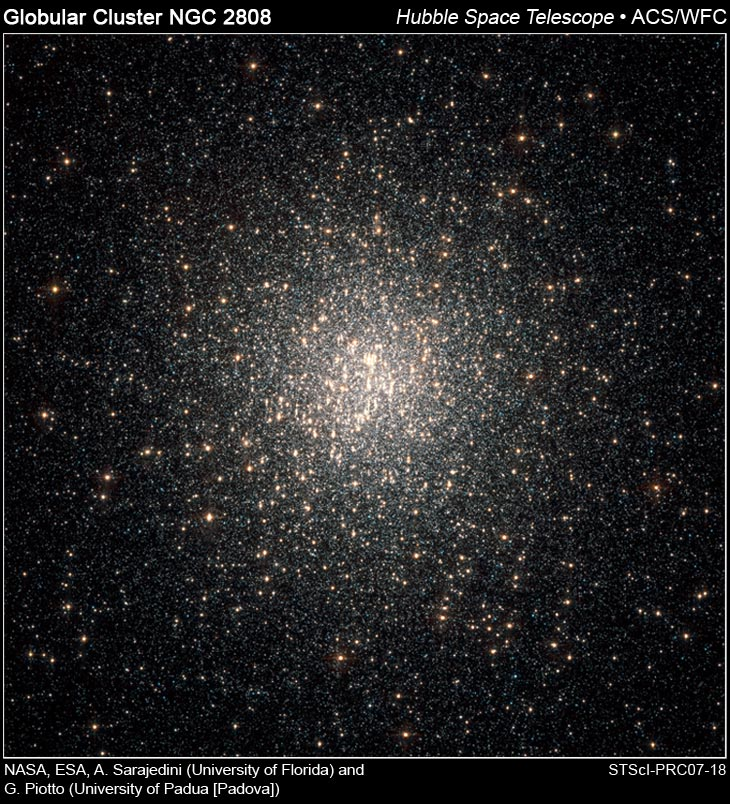 Globular Cluster NGC 2808
Hubble Space Telescope • ACS/WFC
NASA, ESA, A. Sarajedini (University of Florida) and
G. Piotto (University of Padua [Padova])
STScI-PRC07-18